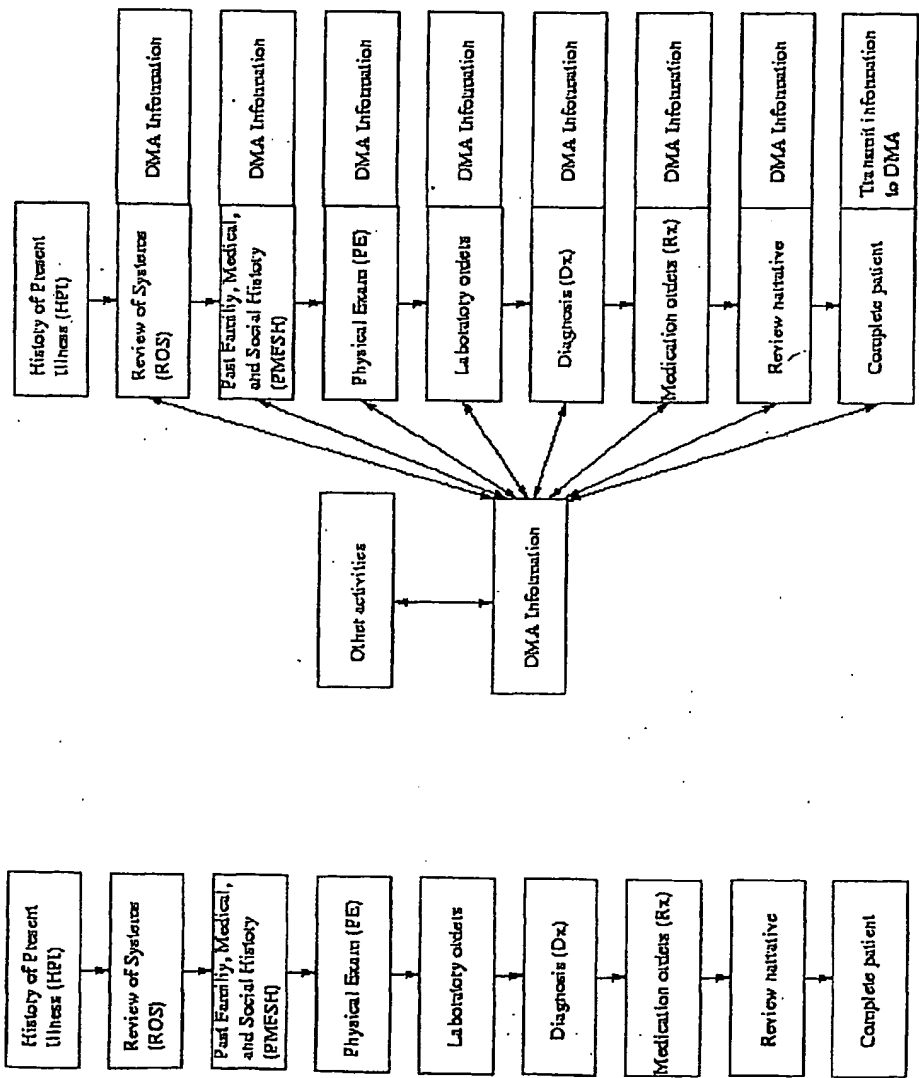 History of Present
Illness (HPI)
Review of Systems
(ROS)
Past Family, Medical,
and Social History
(PMFSH)
Physical Exam (PE)
Laboratory orders
Diagnosis (Dx)
Medication orders (Rx)
Review narrative
Complete patient
Other activities
DMA Information
History of Present
Illness (HPI)
Review of Systems
(ROS)
DMA Information
Past Family, Medical,
and Social History
(PMFSH)
DMA Information
Physical Exam (PE)
DMA Information
Laboratory orders
DMA Information
Diagnosis (Dx)
DMA Information
Medication orders (Rx)
DMA Information
Review narrative
DMA Information
Complete patient
Transmit information
to DMA